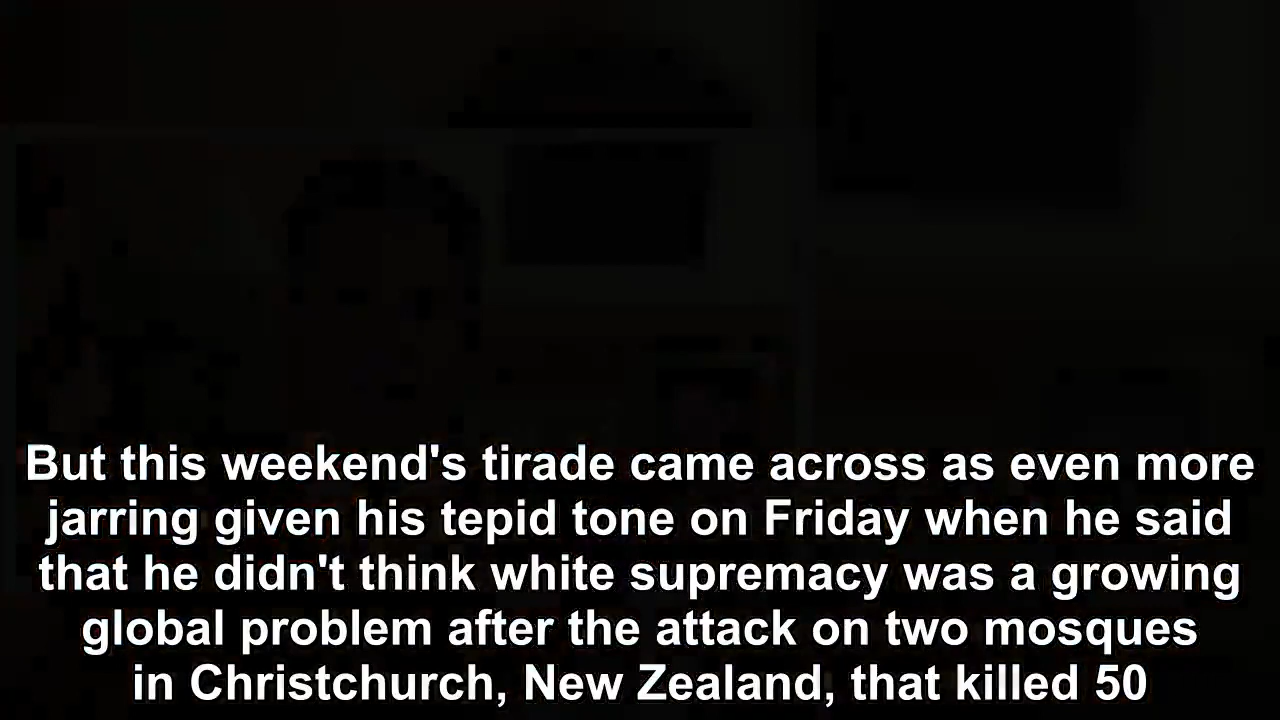 But this weekend's tirade came across as even more
jarring given his tepid tone on Friday when he said
that he didn't think white supremacy was a growing
global problem after the attack on two mosques
in Christchurch, New Zealand, that killed 50